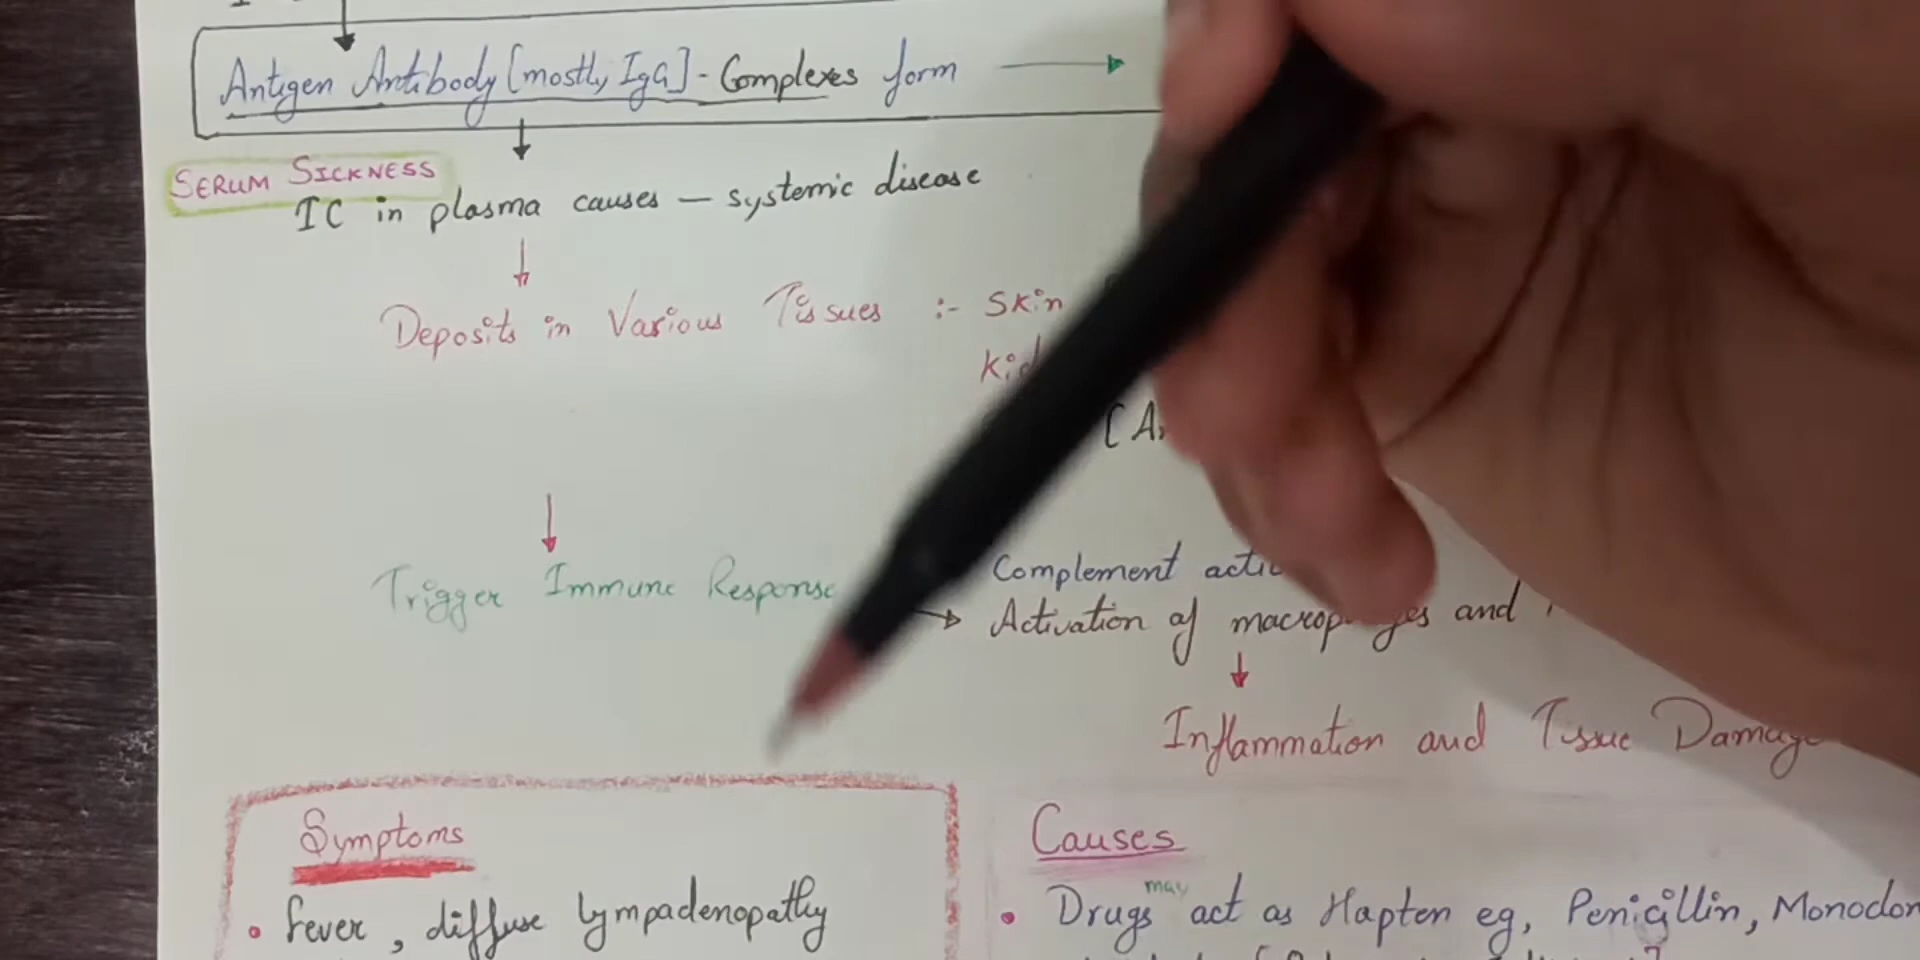 Antigen Antibody [mostly IgG] - Complexes form
SERUM SICKNESS
IC in plasma causes — systemic disease
Deposits in Various Tissues :- Skin
Trigger Immune Response
Complement
Activation of macrophages and
Inflammation and Tissue Damage
Symptoms
• Fever, diffuse lympadenopathy
Causes
may
• Drugs act as Hapten eg, Penicillin,